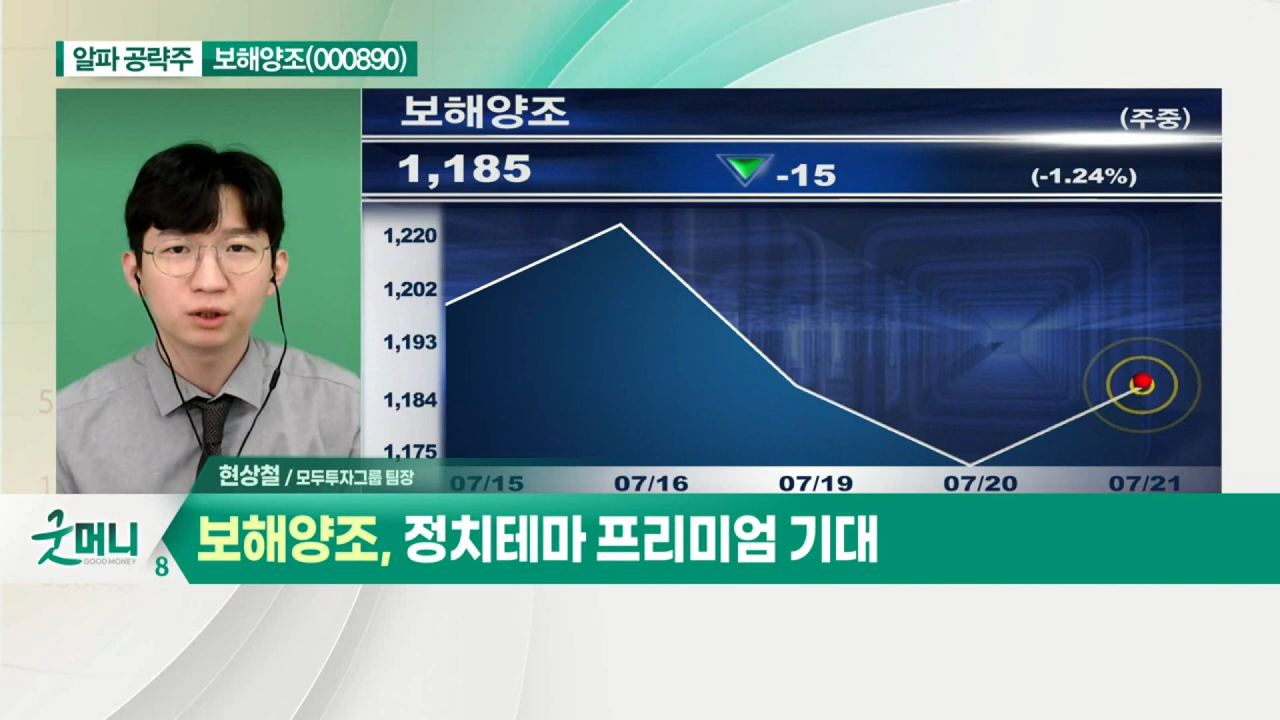 알파 공략주 보해양조(000890)
보해양조 (주중)
1,185 -15 (-1.24%)
1,220
1,202
1,193
1,184
1,175
07/15 07/16 07/19 07/20 07/21
현상철 / 모두투자그룹 팀장
굿머니
GOOD MONEY
8
보해양조, 정치테마 프리미엄 기대